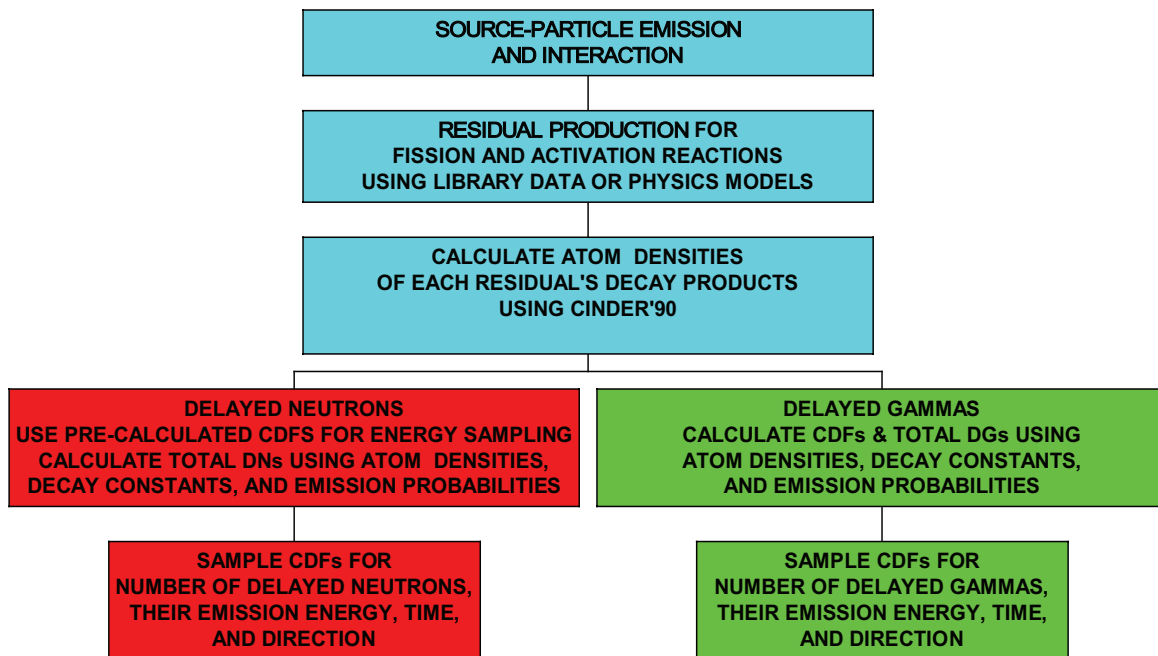 SOURCE-PARTICLE EMISSION
AND INTERACTION
RESIDUAL PRODUCTION FOR
FISSION AND ACTIVATION REACTIONS
USING LIBRARY DATA OR PHYSICS MODELS
CALCULATE ATOM DENSITIES
OF EACH RESIDUAL'S DECAY PRODUCTS
USING CINDER'90
DELAYED NEUTRONS
USE PRE-CALCULATED CDFS FOR ENERGY SAMPLING
CALCULATE TOTAL DNs USING ATOM DENSITIES,
DECAY CONSTANTS, AND EMISSION PROBABILITIES
DELAYED GAMMAS
CALCULATE CDFs & TOTAL DGs USING
ATOM DENSITIES, DECAY CONSTANTS,
AND EMISSION PROBABILITIES
SAMPLE CDFs FOR
NUMBER OF DELAYED NEUTRONS,
THEIR EMISSION ENERGY, TIME,
AND DIRECTION
SAMPLE CDFs FOR
NUMBER OF DELAYED GAMMAS,
THEIR EMISSION ENERGY, TIME,
AND DIRECTION